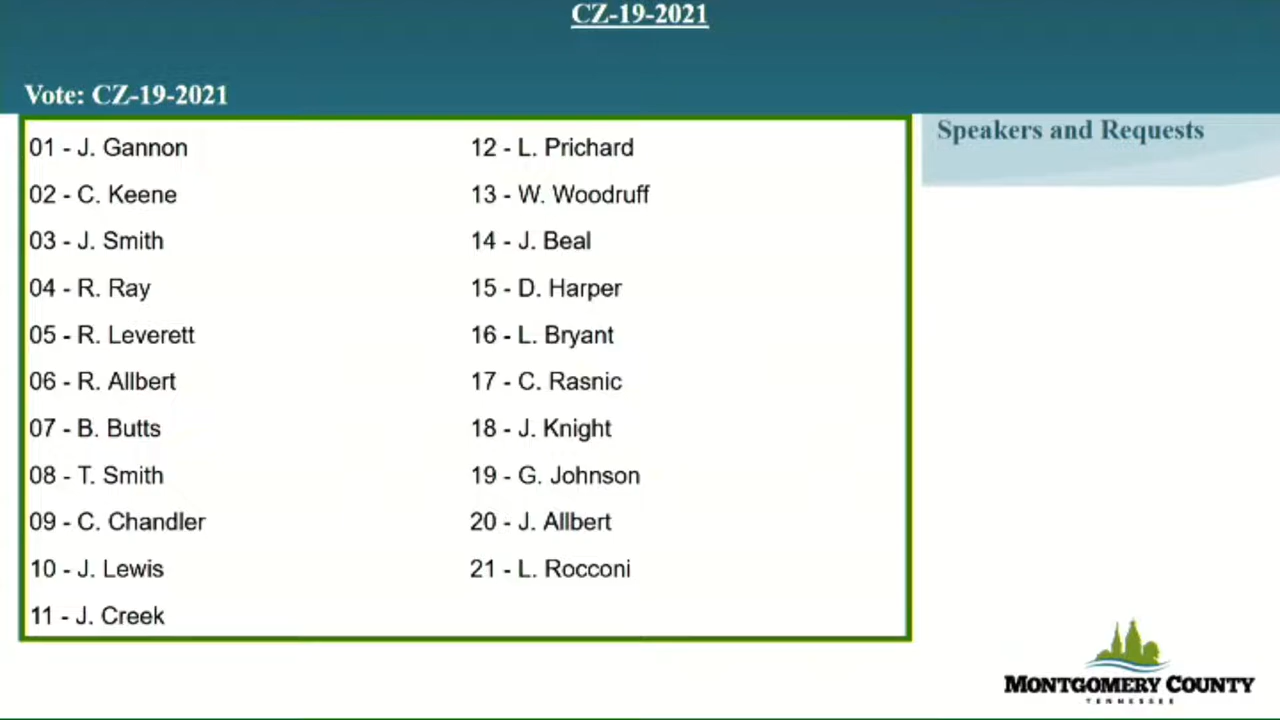 CZ-19-2021
Vote: CZ-19-2021
01 - J. Gannon
02 - C. Keene
03 - J. Smith
04 - R. Ray
05 - R. Leverett
06 - R. Allbert
07 - B. Butts
08 - T. Smith
09 - C. Chandler
10 - J. Lewis
11 - J. Creek
12 - L. Prichard
13 - W. Woodruff
14 - J. Beal
15 - D. Harper
16 - L. Bryant
17 - C. Rasnic
18 - J. Knight
19 - G. Johnson
20 - J. Allbert
21 - L. Rocconi
Speakers and Requests
MONTGOMERY COUNTY
TENNESSEE